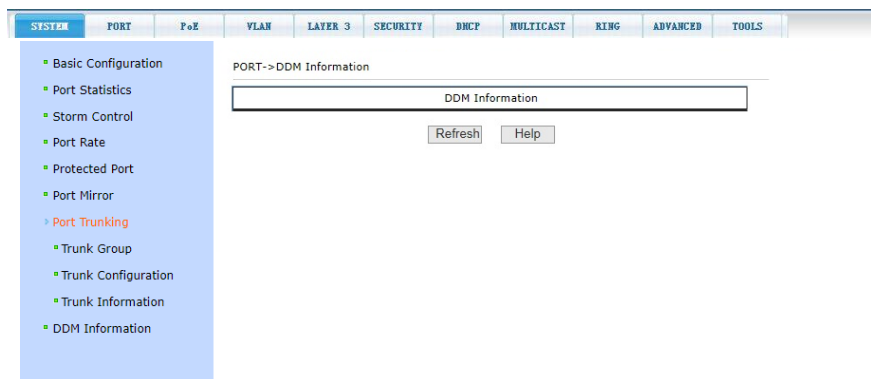 SYSTEM PORT PoE VLAN LAYER 3 SECURITY DHCP MULTICAST RING ADVANCED TOOLS
Basic Configuration
Port Statistics
Storm Control
Port Rate
Protected Port
Port Mirror
Port Trunking
Trunk Group
Trunk Configuration
Trunk Information
DDM Information
PORT->DDM Information
DDM Information
Refresh Help